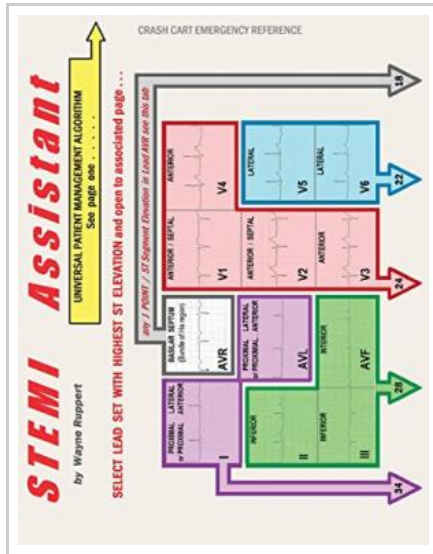 CRASH CART EMERGENCY REFERENCE
STEMI Assistant
by Wayne Ruppert
UNIVERSAL PATIENT MANAGEMENT ALGORITHM
See page one . . . . . .
SELECT LEAD SET WITH HIGHEST ST ELEVATION and open to associated page . . .
any J POINT / ST Segment Elevation in Lead AVR see this tab
PROXIMAL LATERAL
or PROXIMAL ANTERIOR
I
BASILAR SEPTUM
(Bundle of His region)
AVR
ANTERIOR / SEPTAL
V1
ANTERIOR
V4
INFERIOR
II
PROXIMAL LATERAL
or PROXIMAL ANTERIOR
AVL
ANTERIOR / SEPTAL
V2
LATERAL
V5
INFERIOR
III
INFERIOR
AVF
ANTERIOR
V3
LATERAL
V6
34
28
24
22
18